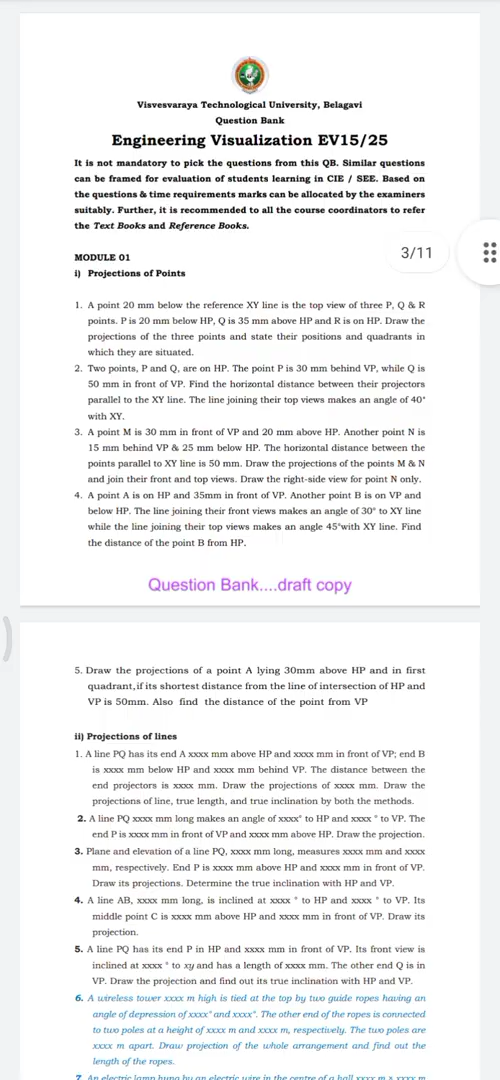 Visvesvaraya Technological University, Belagavi
Question Bank
Engineering Visualization EV15/25
It is not mandatory to pick the questions from this QB. Similar questions
can be framed for evaluation of students learning in CIE / SEE. Based on
the questions & time requirements marks can be allocated by the examiners
suitably. Further, it is recommended to all the course coordinators to refer
the Text Books and Reference Books.
3/11
MODULE 01
i) Projections of Points
1. A point 20 mm below the reference XY line is the top view of three P, Q & R
points. P is 20 mm below HP, Q is 35 mm above HP and R is on HP. Draw the
projections of the three points and state their positions and quadrants in
which they are situated.
2. Two points, P and Q, are on HP. The point P is 30 mm behind VP, while Q is
50 mm in front of VP. Find the horizontal distance between their projectors
parallel to the XY line. The line joining their top views makes an angle of 40°
with XY.
3. A point M is 30 mm in front of VP and 20 mm above HP. Another point N is
15 mm behind VP & 25 mm below HP. The horizontal distance between the
points parallel to XY line is 50 mm. Draw the projections of the points M & N
and join their front and top views. Draw the right-side view for point N only.
4. A point A is on HP and 35mm in front of VP. Another point B is on VP and
below HP. The line joining their front views makes an angle of 30° to XY line
while the line joining their top views makes an angle 45°with XY line. Find
the distance of the point B from HP.
Question Bank....draft copy
5. Draw the projections of a point A lying 30mm above HP and in first
quadrant,if its shortest distance from the line of intersection of HP and
VP is 50mm. Also find the distance of the point from VP
ii) Projections of lines
1. A line PQ has its end A xxxx mm above HP and xxxx mm in front of VP; end B
is xxxx mm below HP and xxxx mm behind VP. The distance between the
end projectors is xxxx mm. Draw the projections of xxxx mm. Draw the
projections of line, true length, and true inclination by both the methods.
2. A line PQ xxxx mm long makes an angle of xxxx° to HP and xxxx ° to VP. The
end P is xxxx mm in front of VP and xxxx mm above HP. Draw the projection.
3. Plane and elevation of a line PQ, xxxx mm long, measures xxxx mm and xxxx
mm, respectively. End P is xxxx mm above HP and xxxx mm in front of VP.
Draw its projections. Determine the true inclination with HP and VP.
4. A line AB, xxxx mm long, is inclined at xxxx ° to HP and xxxx ° to VP. Its
middle point C is xxxx mm above HP and xxxx mm in front of VP. Draw its
projection.
5. A line PQ has its end P in HP and xxxx mm in front of VP. Its front view is
inclined at xxxx ° to xy and has a length of xxxx mm. The other end Q is in
VP. Draw the projection and find out its true inclination with HP and VP.
6. A wireless tower xxxx m high is tied at the top by two guide ropes having an
angle of depression of xxxx° and xxxx°. The other end of the ropes is connected
to two poles at a height of xxxx m and xxxx m, respectively. The two poles are
xxxx m apart. Draw projection of the whole arrangement and find out the
length of the ropes.
7. An electric lamp hung by an electric wire in the centre of a hall xxxx m x xxxx m